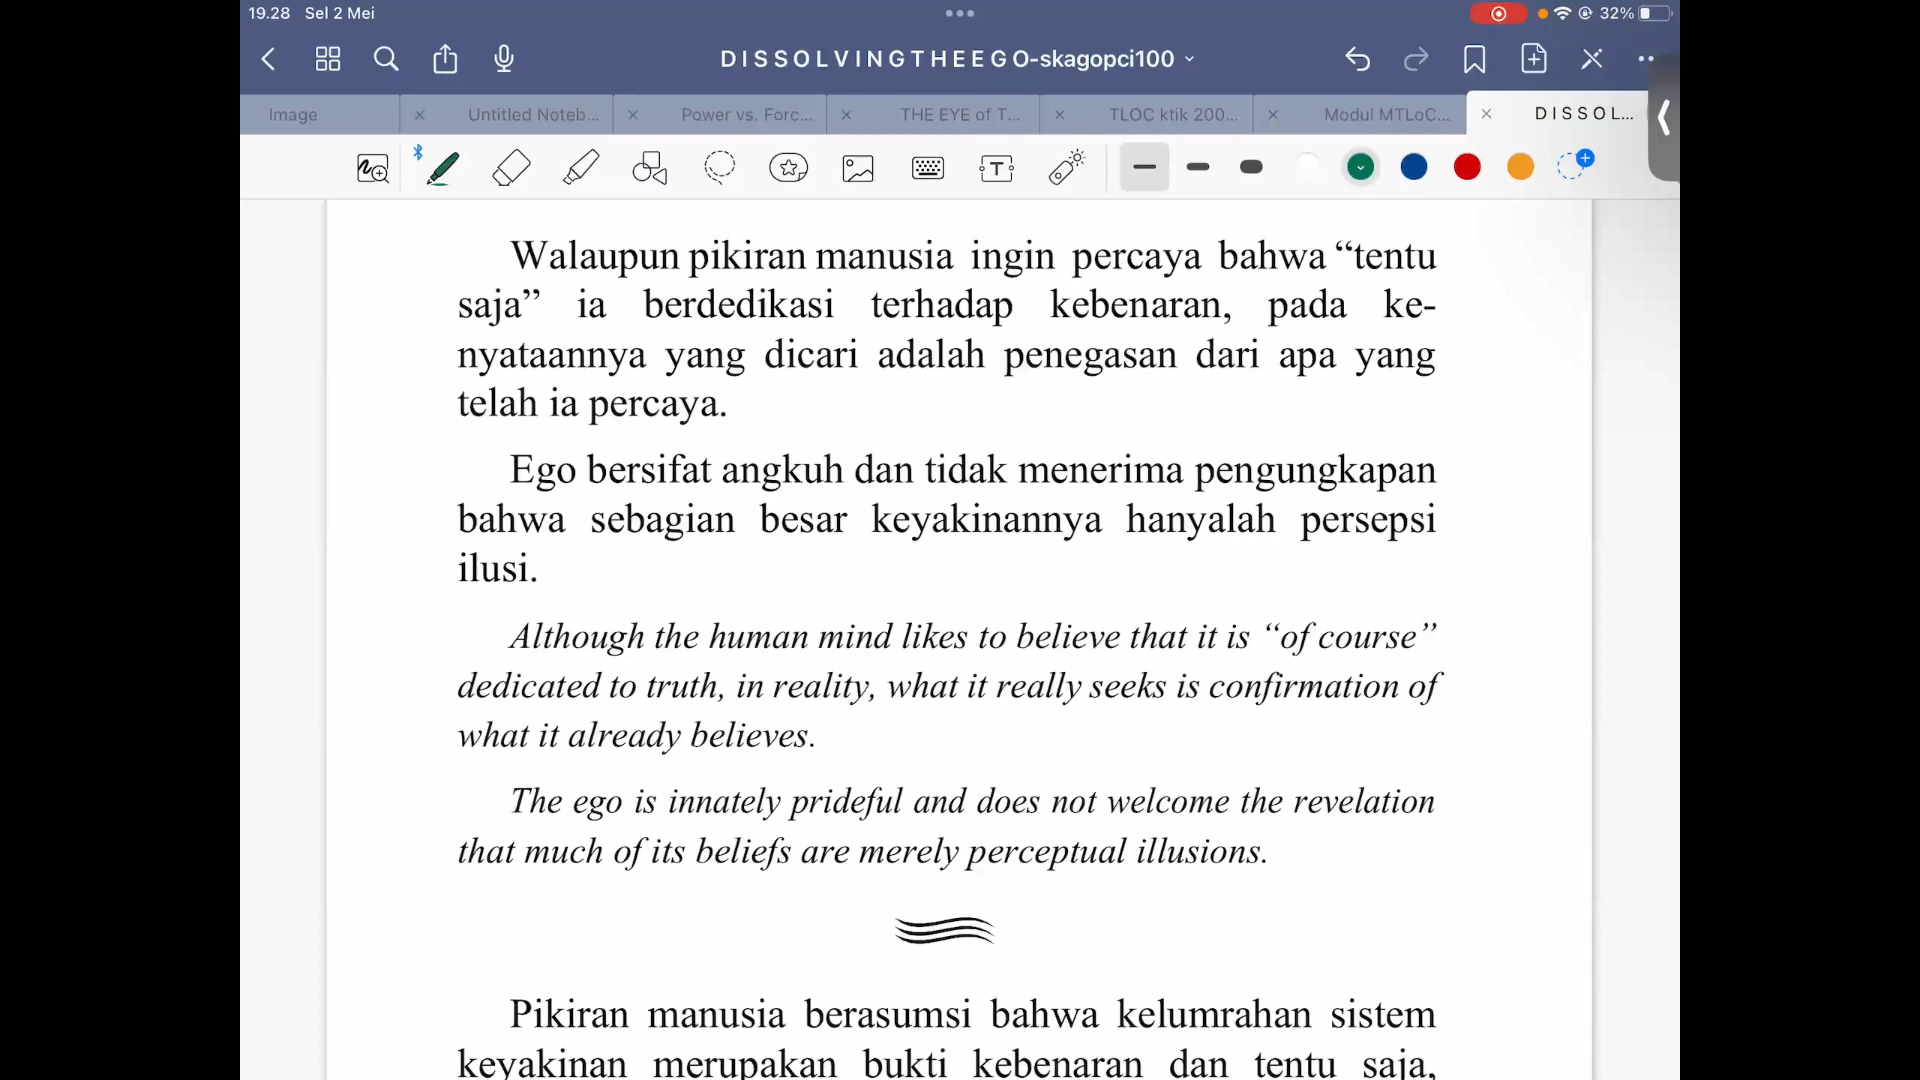 19.28 Sel 2 Mei
32%
D I S S O L V I N G T H E E G O-skagopci100
Image
Untitled Noteb...
Power vs. Forc...
THE EYE of T...
TLOC ktik 200...
Modul MTLoC...
D I S S O L...
Walaupun pikiran manusia ingin percaya bahwa “tentu
saja” ia berdedikasi terhadap kebenaran, pada ke-
nyataannya yang dicari adalah penegasan dari apa yang
telah ia percaya.
Ego bersifat angkuh dan tidak menerima pengungkapan
bahwa sebagian besar keyakinannya hanyalah persepsi
ilusi.
Although the human mind likes to believe that it is “of course”
dedicated to truth, in reality, what it really seeks is confirmation of
what it already believes.
The ego is innately prideful and does not welcome the revelation
that much of its beliefs are merely perceptual illusions.
Pikiran manusia berasumsi bahwa kelumrahan sistem
keyakinan merupakan bukti kebenaran dan tentu saja,